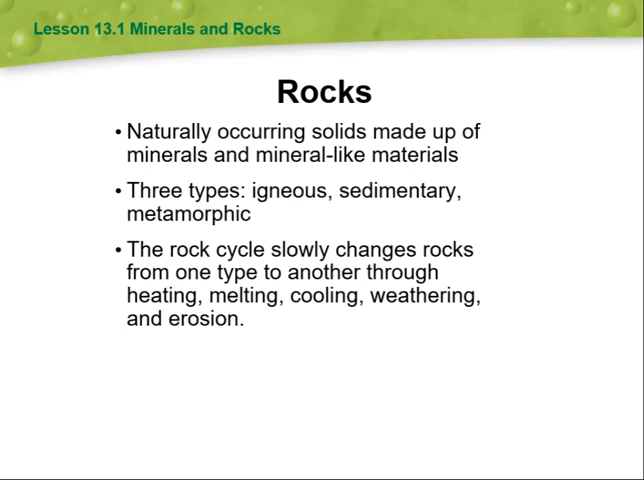 Lesson 13.1 Minerals and Rocks
Rocks
• Naturally occurring solids made up of
minerals and mineral-like materials
• Three types: igneous, sedimentary,
metamorphic
• The rock cycle slowly changes rocks
from one type to another through
heating, melting, cooling, weathering,
and erosion.